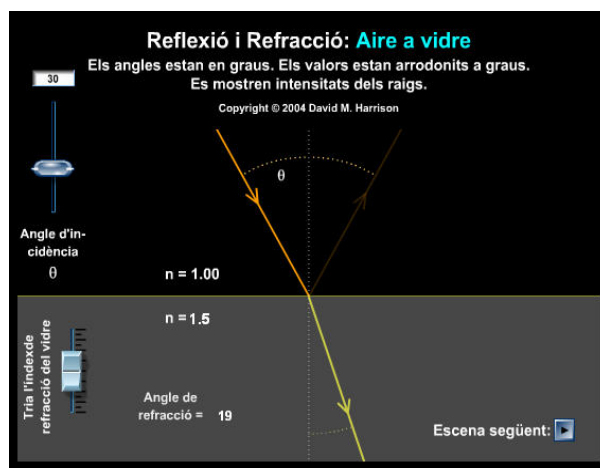 Reflexió i Refracció: Aire a vidre
Els angles estan en graus. Els valors estan arrodonits a graus.
Es mostren intensitats dels raigs.
Copyright © 2004 David M. Harrison
30
θ
Angle d'in-
cidència
θ
n = 1.00
n = 1.5
Tria l'índexde
refracció del vidre
Angle de
refracció = 19
Escena següent: